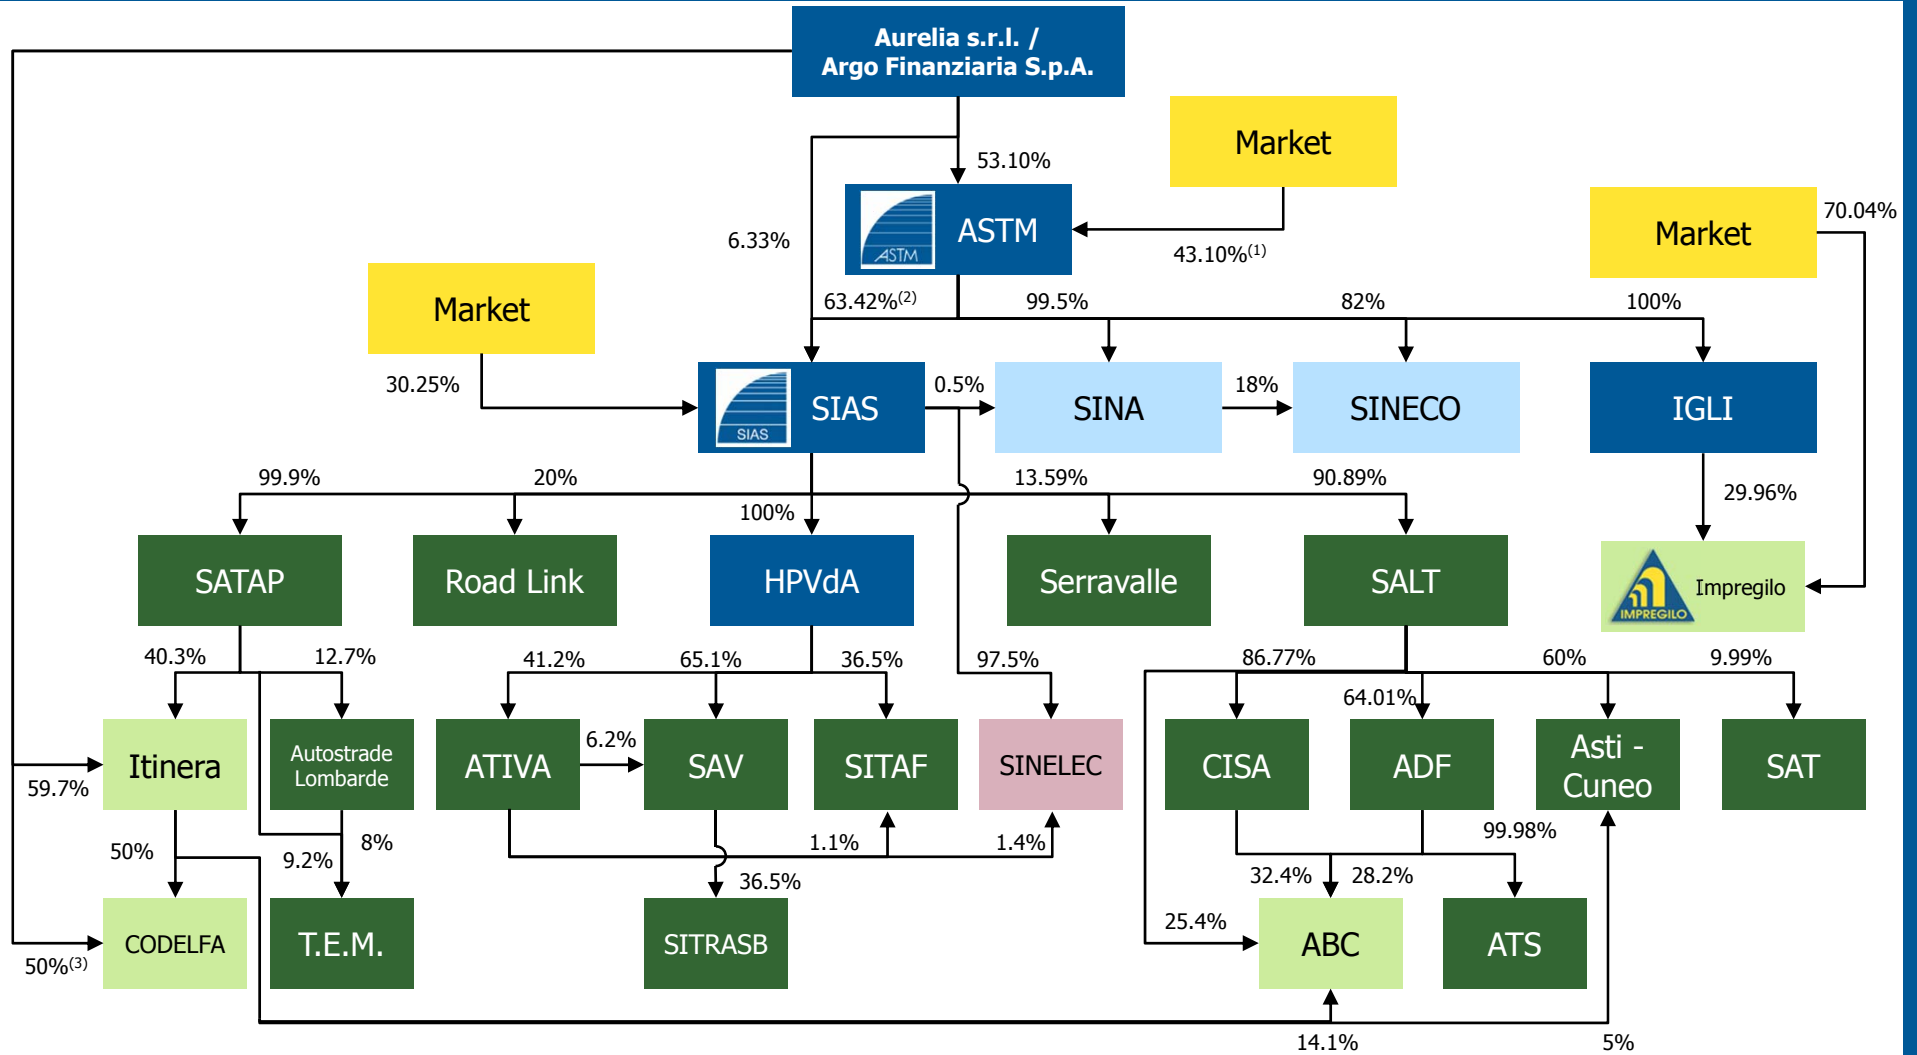 Aurelia s.r.l. /
Argo Finanziaria S.p.A.
Market
53.10%
Market
70.04%
ASTM
ASTM
6.33%
43.10%(1)
Market
63.42%(2)
99.5%
82%
100%
30.25%
SIAS
SIAS
0.5%
SINA
18%
SINECO
IGLI
99.9%
20%
100%
13.59%
90.89%
29.96%
SATAP
Road Link
HPVdA
Serravalle
SALT
IMPREGILO
Impregilo
40.3%
12.7%
41.2%
65.1%
36.5%
97.5%
86.77%
64.01%
60%
9.99%
59.7%
Itinera
Autostrade
Lombarde
ATIVA
6.2%
SAV
SITAF
SINELEC
CISA
ADF
Asti -
Cuneo
SAT
50%
9.2%
8%
1.1%
1.4%
36.5%
32.4%
28.2%
99.98%
50%(3)
CODELFA
T.E.M.
SITRASB
25.4%
ABC
ATS
14.1%
5%